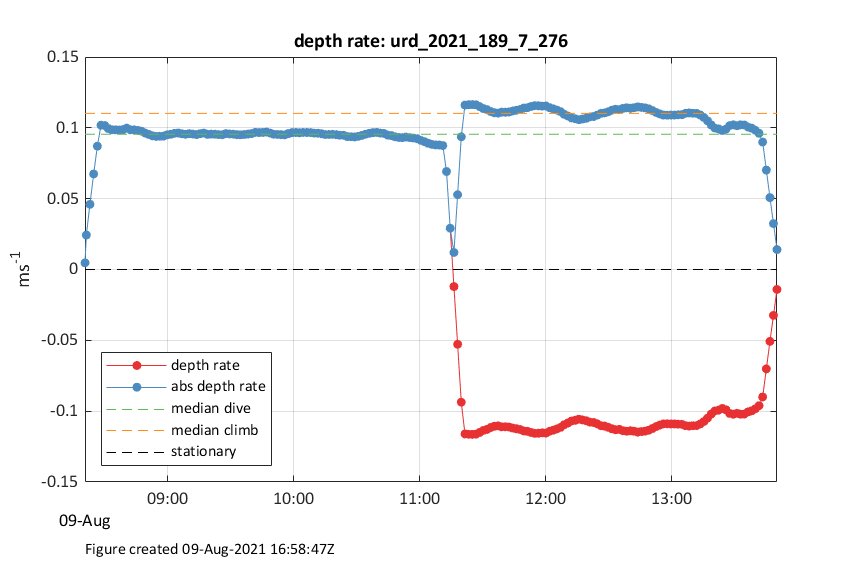 depth rate: urd_2021_189_7_276
0.15
0.1
0.05
0
-0.05
-0.1
-0.15
ms-1
depth rate
abs depth rate
median dive
median climb
stationary
09:00 10:00 11:00 12:00 13:00
09-Aug
Figure created 09-Aug-2021 16:58:47Z